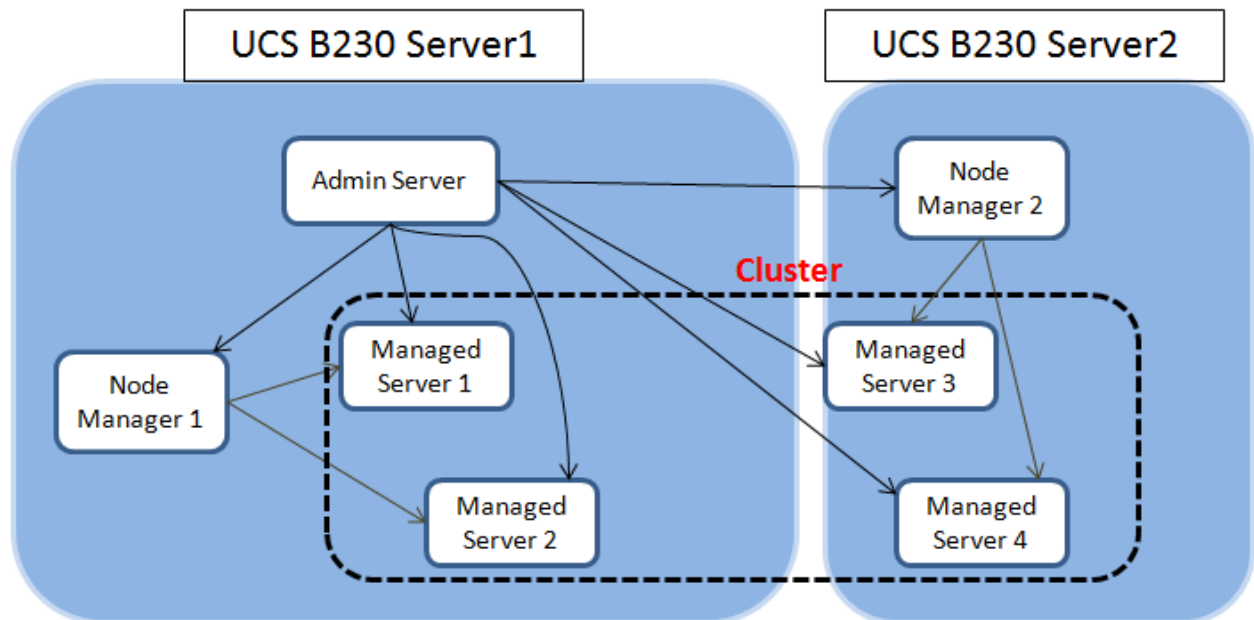 UCS B230 Server1
UCS B230 Server2
Admin Server
Node
Manager 2
Cluster
Managed
Server 1
Managed
Server 3
Node
Manager 1
Managed
Server 2
Managed
Server 4